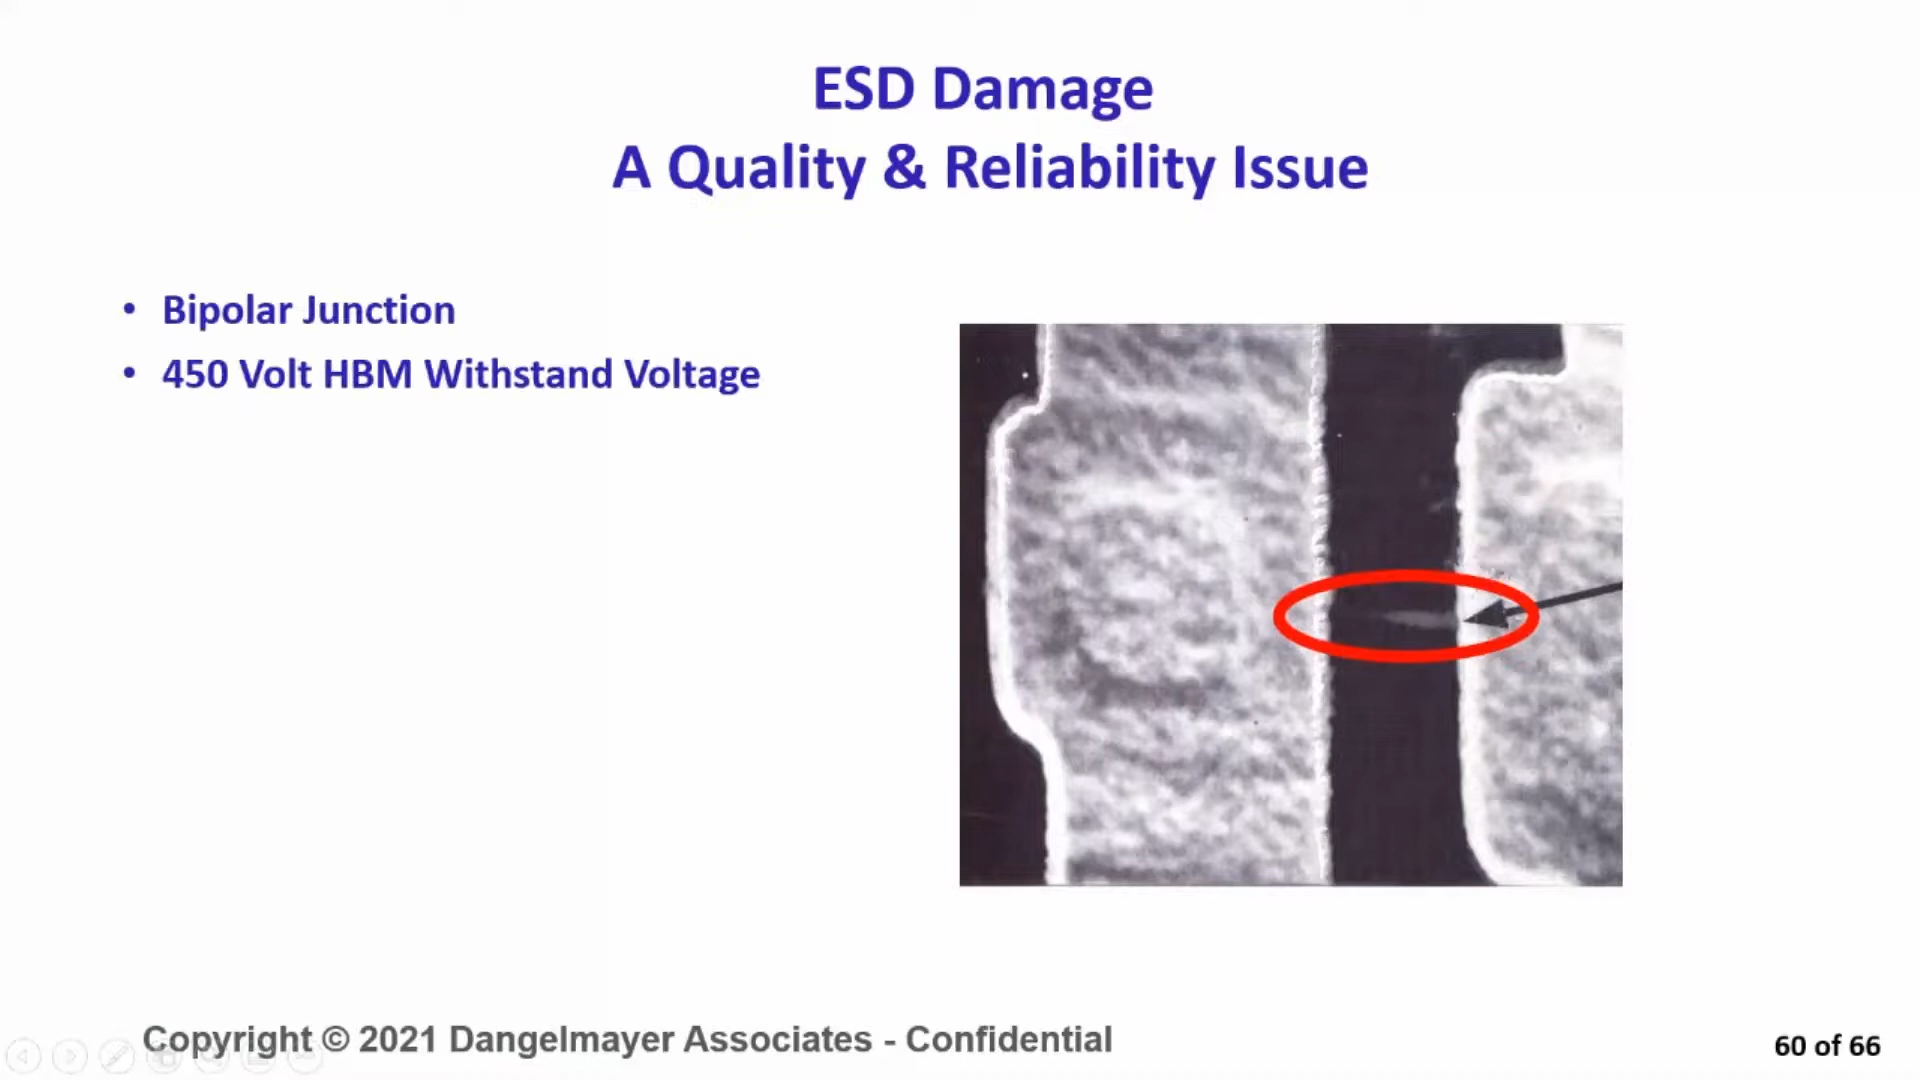 ESD Damage
A Quality & Reliability Issue
• Bipolar Junction
• 450 Volt HBM Withstand Voltage
Copyright © 2021 Dangelmayer Associates - Confidential
60 of 66